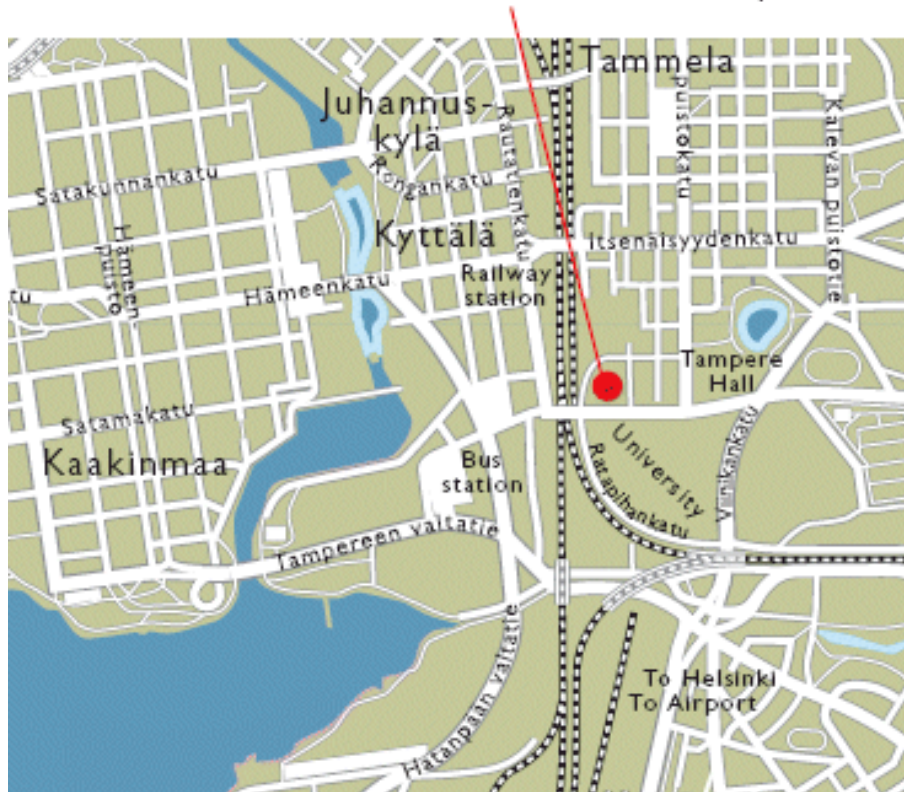 Tammela
Juhannus-
kylä
puistokatu
Kalevan puistotie
Rautatienkatu
Rongankatu
Satakunnankatu
Hämeen
puisto
Kyttälä
Itsenäisyydenkatu
Railway
station
Hämeenkatu
tu
Tampere
Hall
Satamakatu
Kaakinmaa
Bus
station
University
Ratapihankatu
Viinikankatu
Tampereen valtatie
Hatanpään valtatie
To Helsinki
To Airport